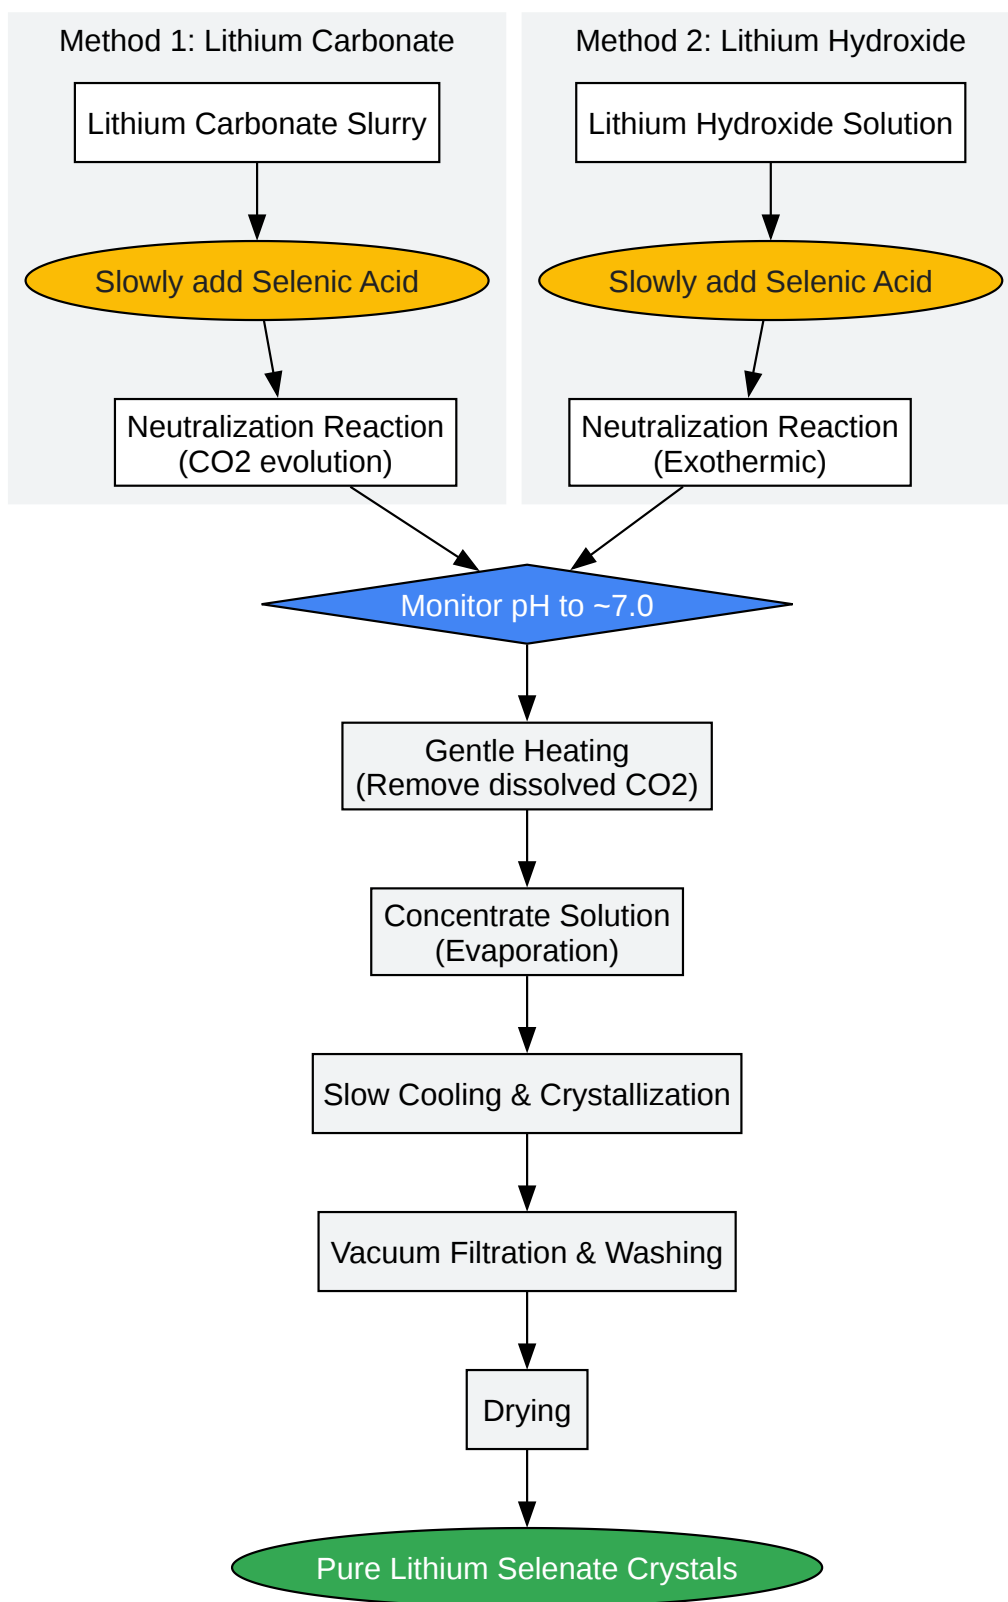 Method 1: Lithium Carbonate
Lithium Carbonate Slurry
Slowly add Selenic Acid
Neutralization Reaction
(CO2 evolution)
Method 2: Lithium Hydroxide
Lithium Hydroxide Solution
Slowly add Selenic Acid
Neutralization Reaction
(Exothermic)
Monitor pH to ~7.0
Gentle Heating
(Remove dissolved CO2)
Concentrate Solution
(Evaporation)
Slow Cooling & Crystallization
Vacuum Filtration & Washing
Drying
Pure Lithium Selenate Crystals